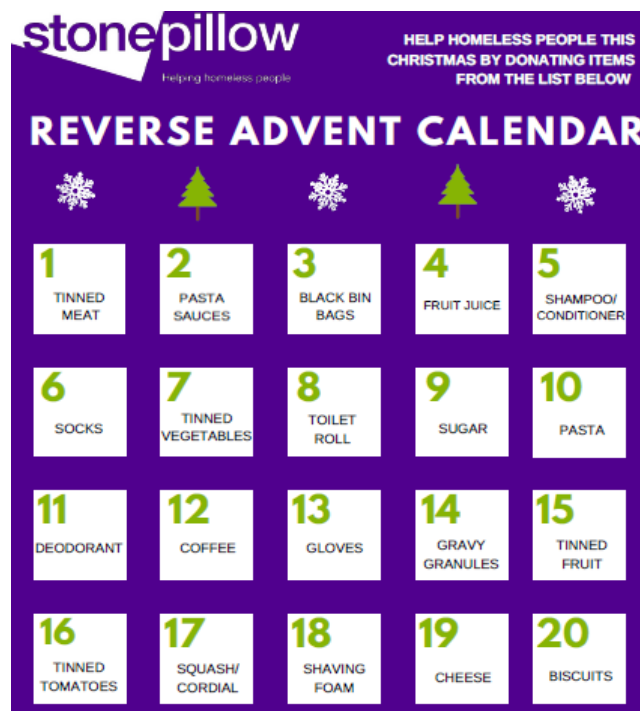 stonepillow
Helping homeless people
HELP HOMELESS PEOPLE THIS
CHRISTMAS BY DONATING ITEMS
FROM THE LIST BELOW
REVERSE ADVENT CALENDAR
1
TINNED
MEAT
2
PASTA
SAUCES
3
BLACK BIN
BAGS
4
FRUIT JUICE
5
SHAMPOO/
CONDITIONER
6
SOCKS
7
TINNED
VEGETABLES
8
TOILET
ROLL
9
SUGAR
10
PASTA
11
DEODORANT
12
COFFEE
13
GLOVES
14
GRAVY
GRANULES
15
TINNED
FRUIT
16
TINNED
TOMATOES
17
SQUASH/
CORDIAL
18
SHAVING
FOAM
19
CHEESE
20
BISCUITS